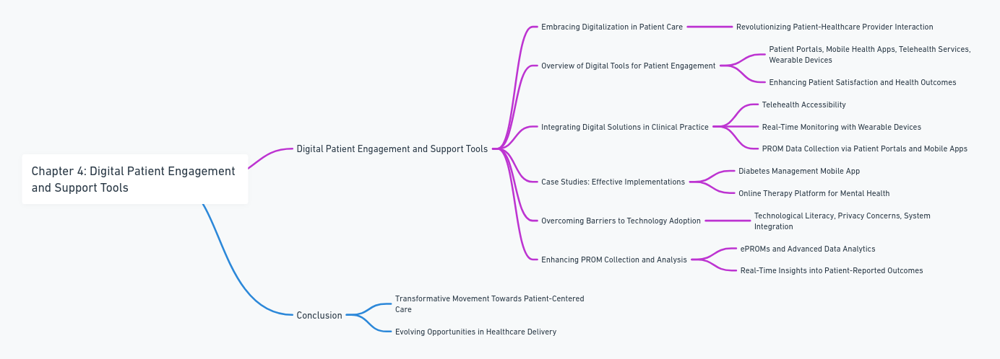 Chapter 4: Digital Patient Engagement
and Support Tools
Digital Patient Engagement and Support Tools
Embracing Digitalization in Patient Care
Revolutionizing Patient-Healthcare Provider Interaction
Overview of Digital Tools for Patient Engagement
Patient Portals, Mobile Health Apps, Telehealth Services,
Wearable Devices
Enhancing Patient Satisfaction and Health Outcomes
Integrating Digital Solutions in Clinical Practice
Telehealth Accessibility
Real-Time Monitoring with Wearable Devices
PROM Data Collection via Patient Portals and Mobile Apps
Case Studies: Effective Implementations
Diabetes Management Mobile App
Online Therapy Platform for Mental Health
Overcoming Barriers to Technology Adoption
Technological Literacy, Privacy Concerns, System
Integration
Enhancing PROM Collection and Analysis
ePROMs and Advanced Data Analytics
Real-Time Insights into Patient-Reported Outcomes
Conclusion
Transformative Movement Towards Patient-Centered
Care
Evolving Opportunities in Healthcare Delivery